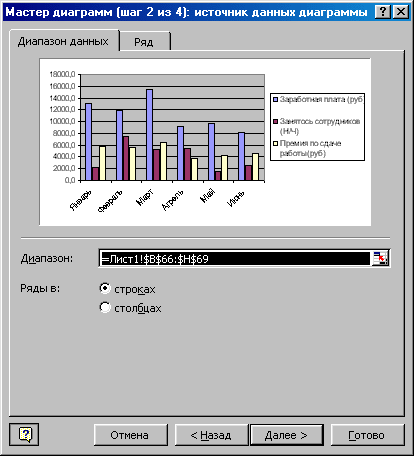 Мастер диаграмм (шаг 2 из 4): источник данных диаграммы
Диапазон данных Ряд
18000,0
16000,0
14000,0
12000,0
10000,0
8000,0
6000,0
4000,0
2000,0
0,0
Январь Февраль Март Апрель Май Июнь
Заработная плата (руб
Занятось сотрудников
(Н/Ч)
Премия по сдаче
работы(руб)
Диапазон: =Лист1!$B$66:$H$69
Ряды в: строках
столбцах
Отмена < Назад Далее > Готово